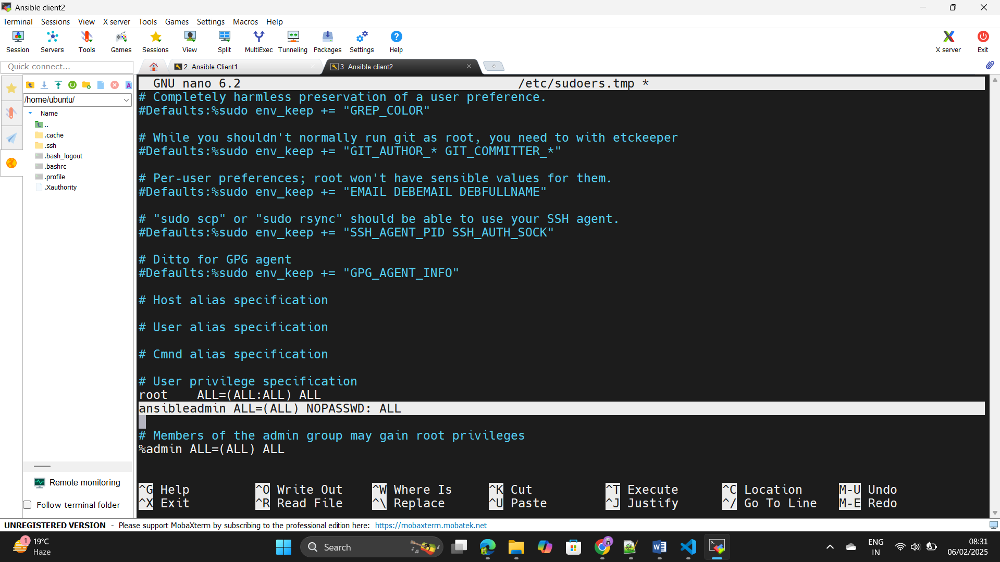 Ansible client2
Terminal Sessions View X server Tools Games Settings Macros Help
Session Servers Tools Games Sessions View Split MultiExec Tunneling Packages Settings Help X server Exit
Quick connect...
2. Ansible Client1
3. Ansible client2
/home/ubuntu/
Name
..
.cache
.ssh
.bash_logout
.bashrc
.profile
.Xauthority
Remote monitoring
Follow terminal folder
GNU nano 6.2 /etc/sudoers.tmp *
# Completely harmless preservation of a user preference.
#Defaults:%sudo env_keep += "GREP_COLOR"
# While you shouldn't normally run git as root, you need to with etckeeper
#Defaults:%sudo env_keep += "GIT_AUTHOR_* GIT_COMMITTER_*"
# Per-user preferences; root won't have sensible values for them.
#Defaults:%sudo env_keep += "EMAIL DEBEMAIL DEBFULLNAME"
# "sudo scp" or "sudo rsync" should be able to use your SSH agent.
#Defaults:%sudo env_keep += "SSH_AGENT_PID SSH_AUTH_SOCK"
# Ditto for GPG agent
#Defaults:%sudo env_keep += "GPG_AGENT_INFO"
# Host alias specification
# User alias specification
# Cmnd alias specification
# User privilege specification
root    ALL=(ALL:ALL) ALL
ansibleadmin ALL=(ALL) NOPASSWD: ALL
# Members of the admin group may gain root privileges
%admin ALL=(ALL) ALL
^G Help ^O Write Out ^W Where Is ^K Cut ^T Execute ^C Location M-U Undo
^X Exit ^R Read File ^\ Replace ^U Paste ^J Justify ^/ Go To Line M-E Redo
UNREGISTERED VERSION - Please support MobaXterm by subscribing to the professional edition here: https://mobaxterm.mobatek.net
1
19°C
Haze
Search
ENG
IN
08:31
06/02/2025